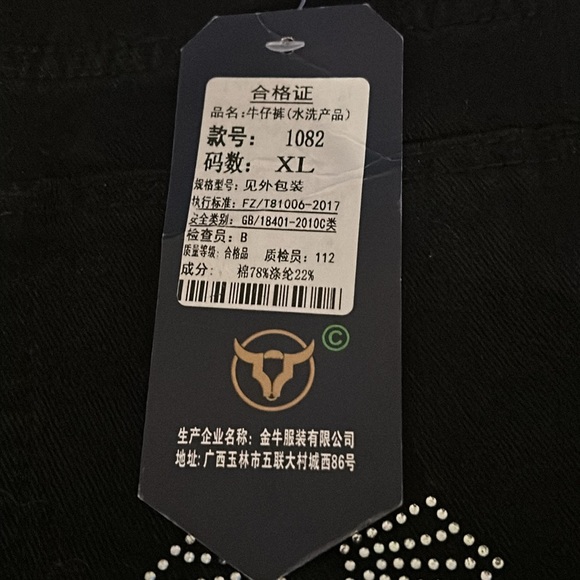 合格证
品名:牛仔裤(水洗产品)
款号: 1082
码数: XL
规格型号: 见外包装
执行标准: FZ/T81006-2017
安全类别: GB/18401-2010C类
检查员: B
质量等级: 合格品 质检员: 112
成分: 棉78%涤纶22%
©
生产企业名称: 金牛服装有限公司
地址: 广西玉林市五联大村城西86号